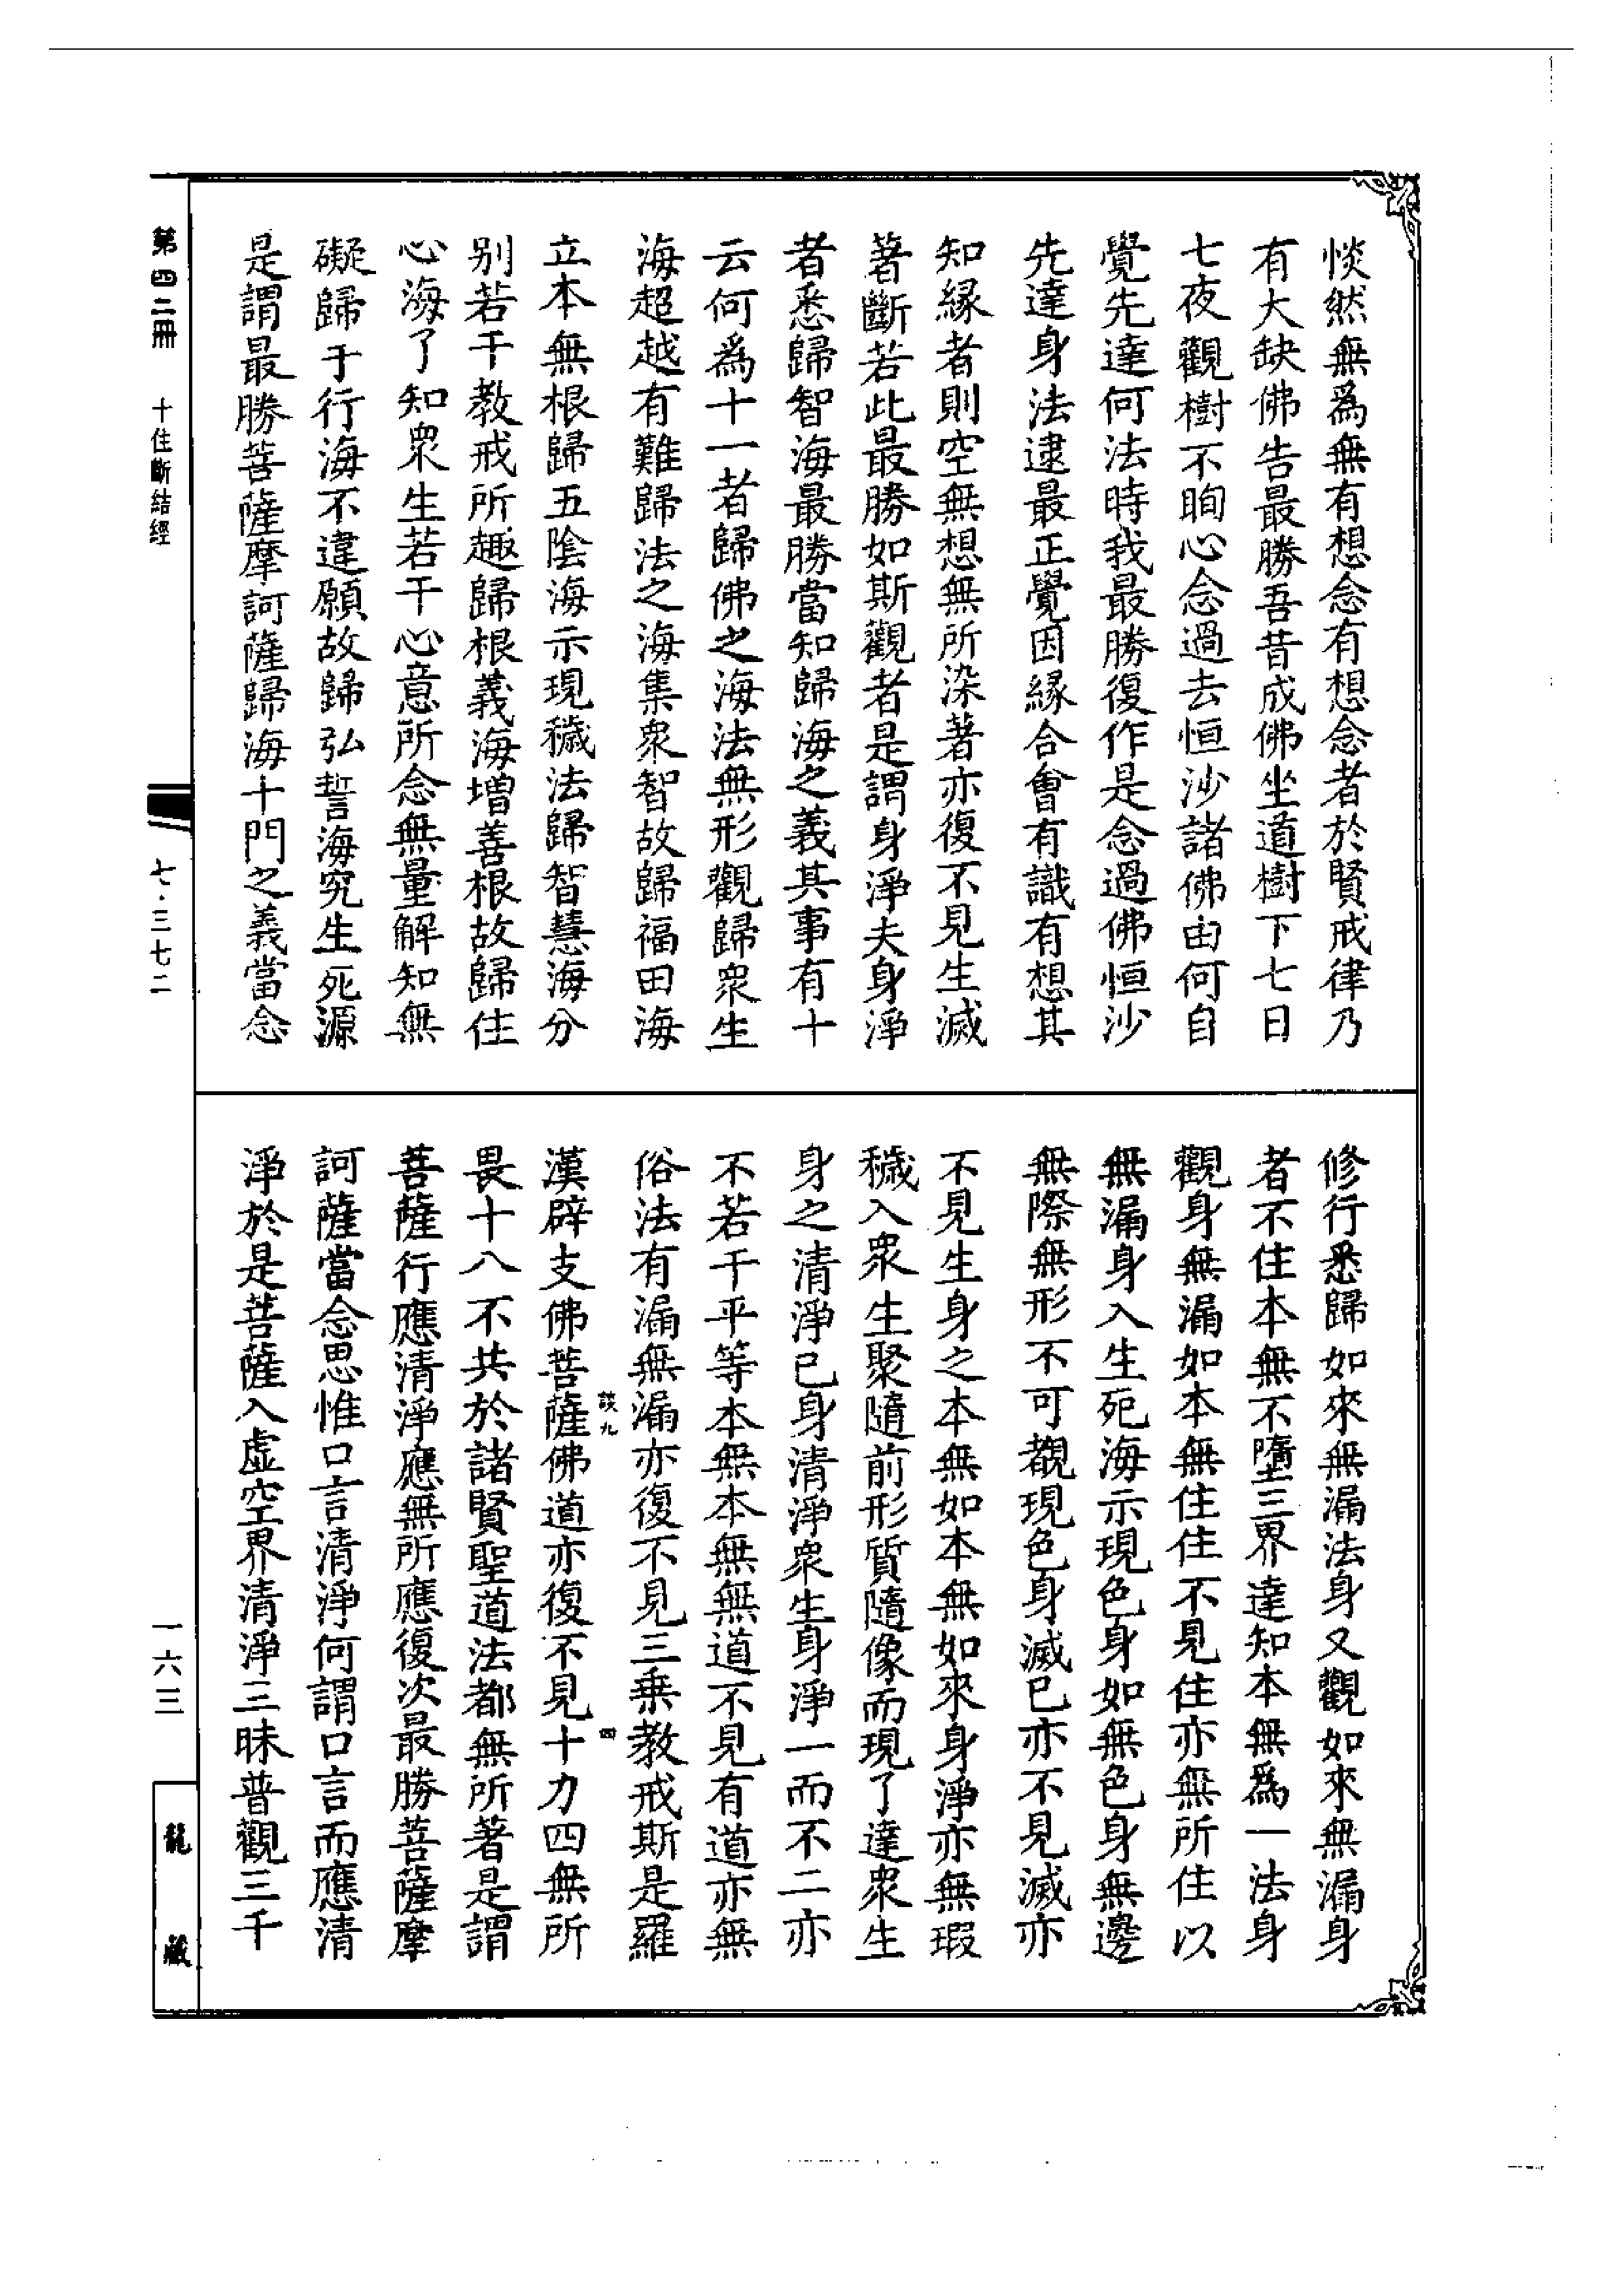 惔然無為無有想念有想念者於賢戒律乃
有大缺佛告最勝吾昔成佛坐道樹下七日
七夜觀樹不眴心念過去恒沙諸佛由何自
覺先達何法時我最勝復作是念過佛恒沙
先達身法逮最正覺因緣合會有識有想其
知緣者則空無想無所染著亦復不見生滅
著斷若此最勝如斯觀者是謂身淨夫身淨
者悉歸智海最勝當知歸海之義其事有十
云何為十一者歸佛之海法無形觀歸眾生
海超越有難歸法之海集眾智故歸福田海
立本無根歸五陰海示現穢法歸智慧海分
別若干教戒所趣歸根義海增善根故歸住
心海了知眾生若干心意所念無量解知無
礙歸于行海不違願故歸弘誓海究生死源
是謂最勝菩薩摩訶薩歸海十門之義當念
修行悉歸如來無漏法身又觀如來無漏身
者不住本無不墮三界達知本無為一法身
觀身無漏如本無住住不見住亦無所住以
無漏身入生死海示現色身如無色身無邊
無際無形不可覩現色身滅已亦不見滅亦
不見生身之本無如本無如來身淨亦無瑕
穢入眾生聚隨前形質隨像而現了達眾生
身之清淨已身清淨眾生身淨一而不二亦
不若干平等本無本無無道不見有道亦無
俗法有漏無漏亦復不見三乘教戒斯是羅
漢辟支佛菩薩佛道亦復不見十力四無所
畏十八不共於諸賢聖道法都無所著是謂
菩薩行應清淨應無所應復次最勝菩薩摩
訶薩當念思惟口言清淨何謂口言而應清
淨於是菩薩入虛空界清淨三昧普觀三千
第四二冊 十住斷結經
七·三七二
一六三
龍藏